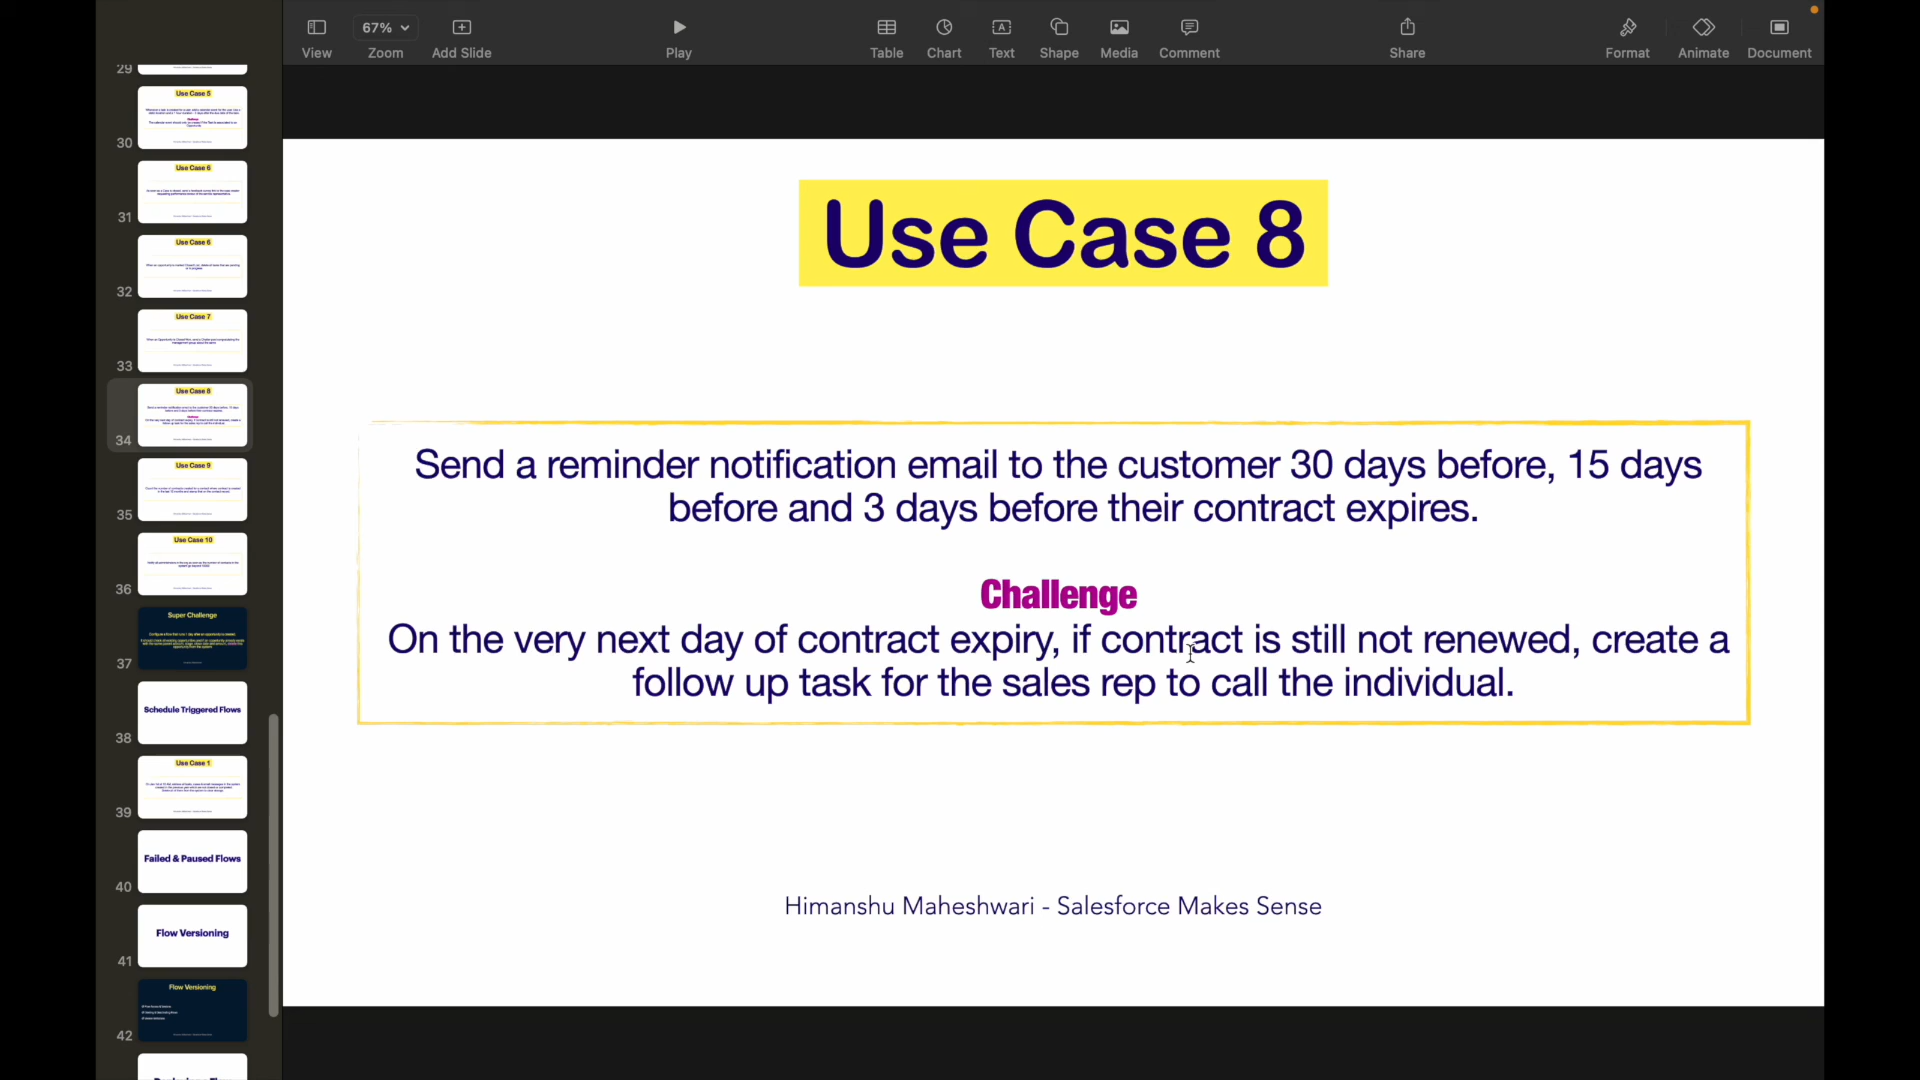 67%
View
Zoom
Add Slide
Play
Table
Chart
Text
Shape
Media
Comment
Share
Format
Animate
Document
29
Use Case 5
30
Use Case 6
31
Use Case 6
32
Use Case 7
33
Use Case 8
34
Use Case 9
35
Use Case 10
36
Super Challenge
37
Schedule Triggered Flows
38
Use Case 1
39
Failed & Paused Flows
40
Flow Versioning
41
Flow Versioning
42
Use Case 8
Send a reminder notification email to the customer 30 days before, 15 days
before and 3 days before their contract expires.
Challenge
On the very next day of contract expiry, if contract is still not renewed, create a
follow up task for the sales rep to call the individual.
Himanshu Maheshwari - Salesforce Makes Sense